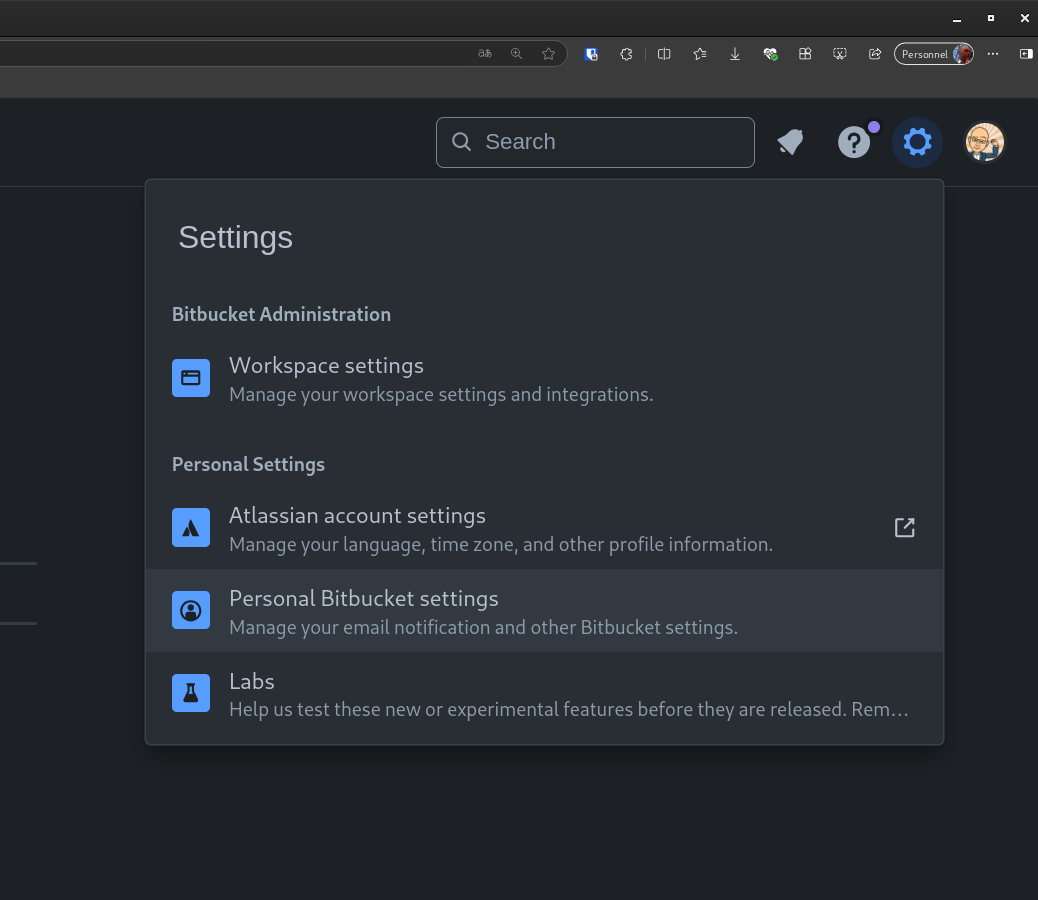 aあ
Personnel
Search
Settings
Bitbucket Administration
Workspace settings
Manage your workspace settings and integrations.
Personal Settings
Atlassian account settings
Manage your language, time zone, and other profile information.
Personal Bitbucket settings
Manage your email notification and other Bitbucket settings.
Labs
Help us test these new or experimental features before they are released. Rem…